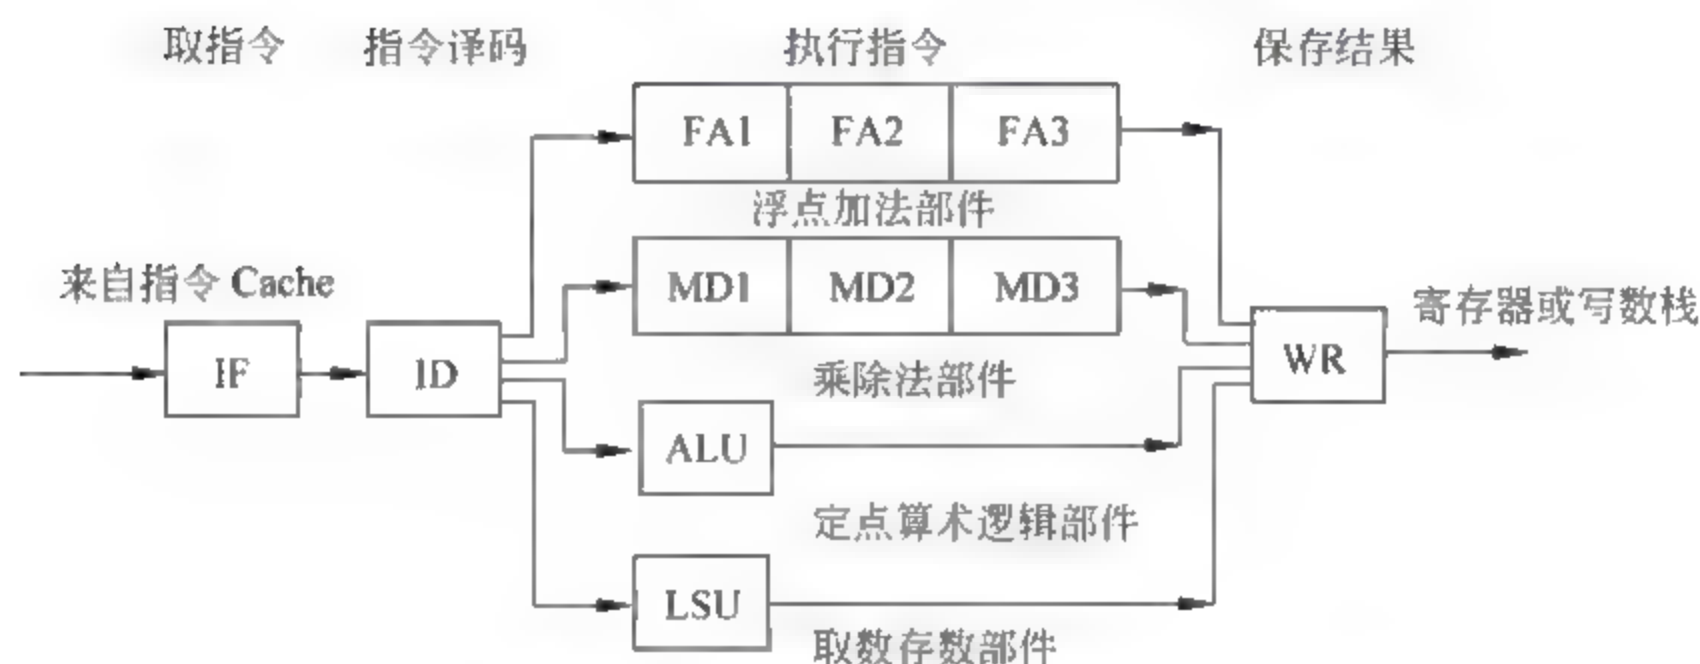 取指令 指令译码 执行指令 保存结果
FA1 FA2 FA3
浮点加法部件
来自指令 Cache
MD1 MD2 MD3
寄存器或写数栈
IF ID WR
乘除法部件
ALU
定点算术逻辑部件
LSU
取数存数部件